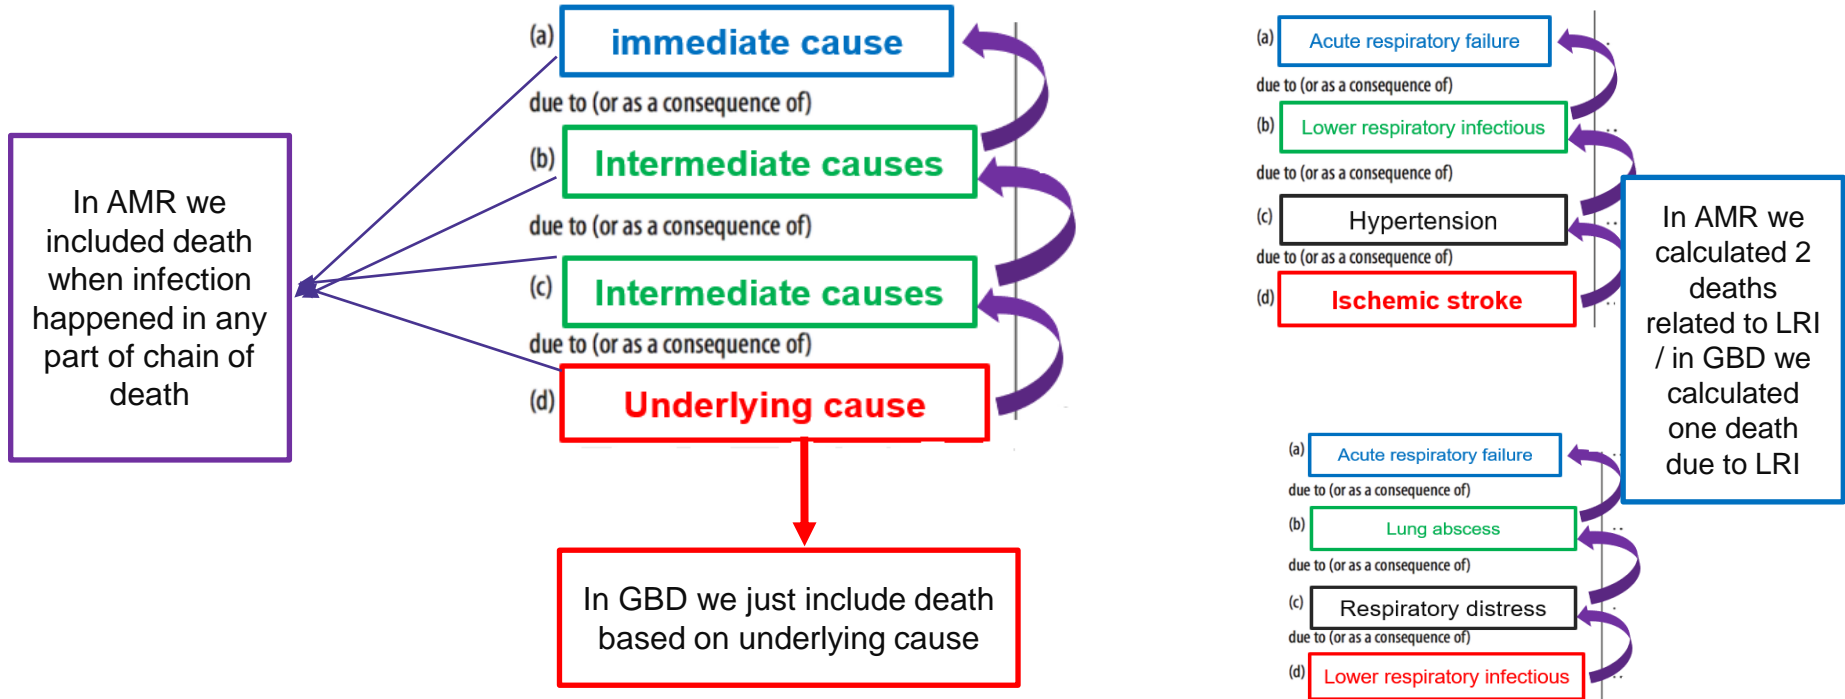 In AMR we
included death
when infection
happened in any
part of chain of
death
(a) immediate cause
due to (or as a consequence of)
(b) Intermediate causes
due to (or as a consequence of)
(c) Intermediate causes
due to (or as a consequence of)
(d) Underlying cause
In GBD we just include death
based on underlying cause
(a) Acute respiratory failure
due to (or as a consequence of)
(b) Lower respiratory infectious
due to (or as a consequence of)
(c) Hypertension
due to (or as a consequence of)
(d) Ischemic stroke
In AMR we
calculated 2
deaths
related to LRI
/ in GBD we
calculated
one death
due to LRI
(a) Acute respiratory failure
due to (or as a consequence of)
(b) Lung abscess
due to (or as a consequence of)
(c) Respiratory distress
due to (or as a consequence of)
(d) Lower respiratory infectious